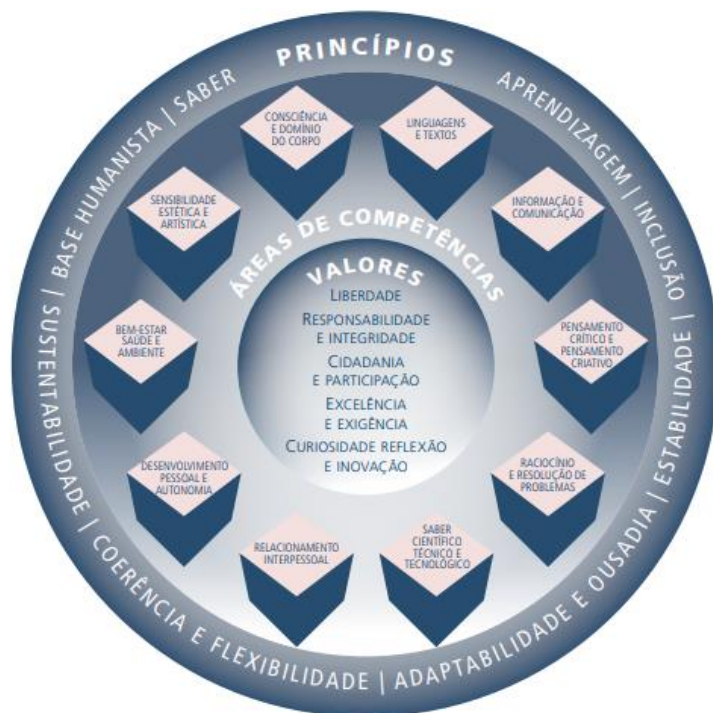 PRINCÍPIOS
APRENDIZAGEM | INCLUSÃO | ESTABILIDADE | ADAPTABILIDADE E OUSADIA | COERÊNCIA E FLEXIBILIDADE | SUSTENTABILIDADE | BASE HUMANISTA | SABER
ÁREAS DE COMPETÊNCIAS
CONSCIÊNCIA
E DOMÍNIO
DO CORPO
LINGUAGENS
E TEXTOS
SENSIBILIDADE
ESTÉTICA E
ARTÍSTICA
INFORMAÇÃO E
COMUNICAÇÃO
BEM-ESTAR
SAÚDE E
AMBIENTE
PENSAMENTO
CRÍTICO E
PENSAMENTO
CRIATIVO
DESENVOLVIMENTO
PESSOAL E
AUTONOMIA
RACIOCÍNIO
E RESOLUÇÃO DE
PROBLEMAS
RELACIONAMENTO
INTERPESSOAL
SABER
CIENTÍFICO
TÉCNICO E
TECNOLÓGICO
VALORES
LIBERDADE
RESPONSABILIDADE
E INTEGRIDADE
CIDADANIA
E PARTICIPAÇÃO
EXCELÊNCIA
E EXIGÊNCIA
CURIOSIDADE REFLEXÃO
E INOVAÇÃO